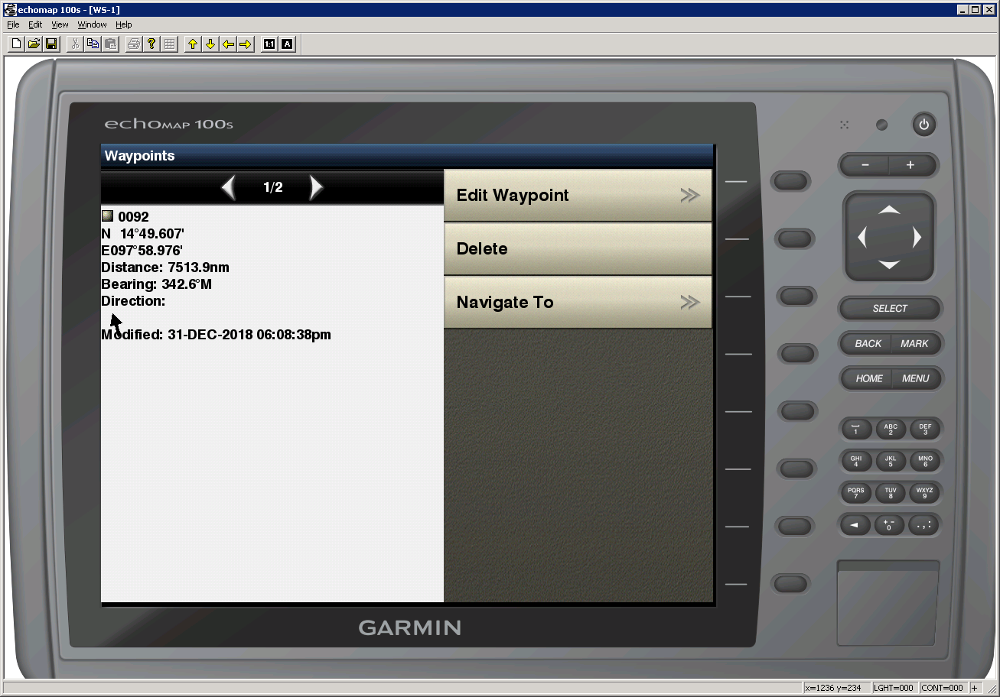 echomap 100s - [WS-1]
File Edit View Window Help
1:1 A
echoMAP 100s
Waypoints
1/2
0092
N 14°49.607'
E097°58.976'
Distance: 7513.9nm
Bearing: 342.6°M
Direction:
Modified: 31-DEC-2018 06:08:38pm
Edit Waypoint
Delete
Navigate To
GARMIN
− +
SELECT
BACK MARK
HOME MENU
1 ABC 2 DEF 3
GHI 4 JKL 5 MNO 6
PQRS 7 TUV 8 WXYZ 9
+ − 0 . , :
x=1236 y=234 LGHT=000 CONT=000 +